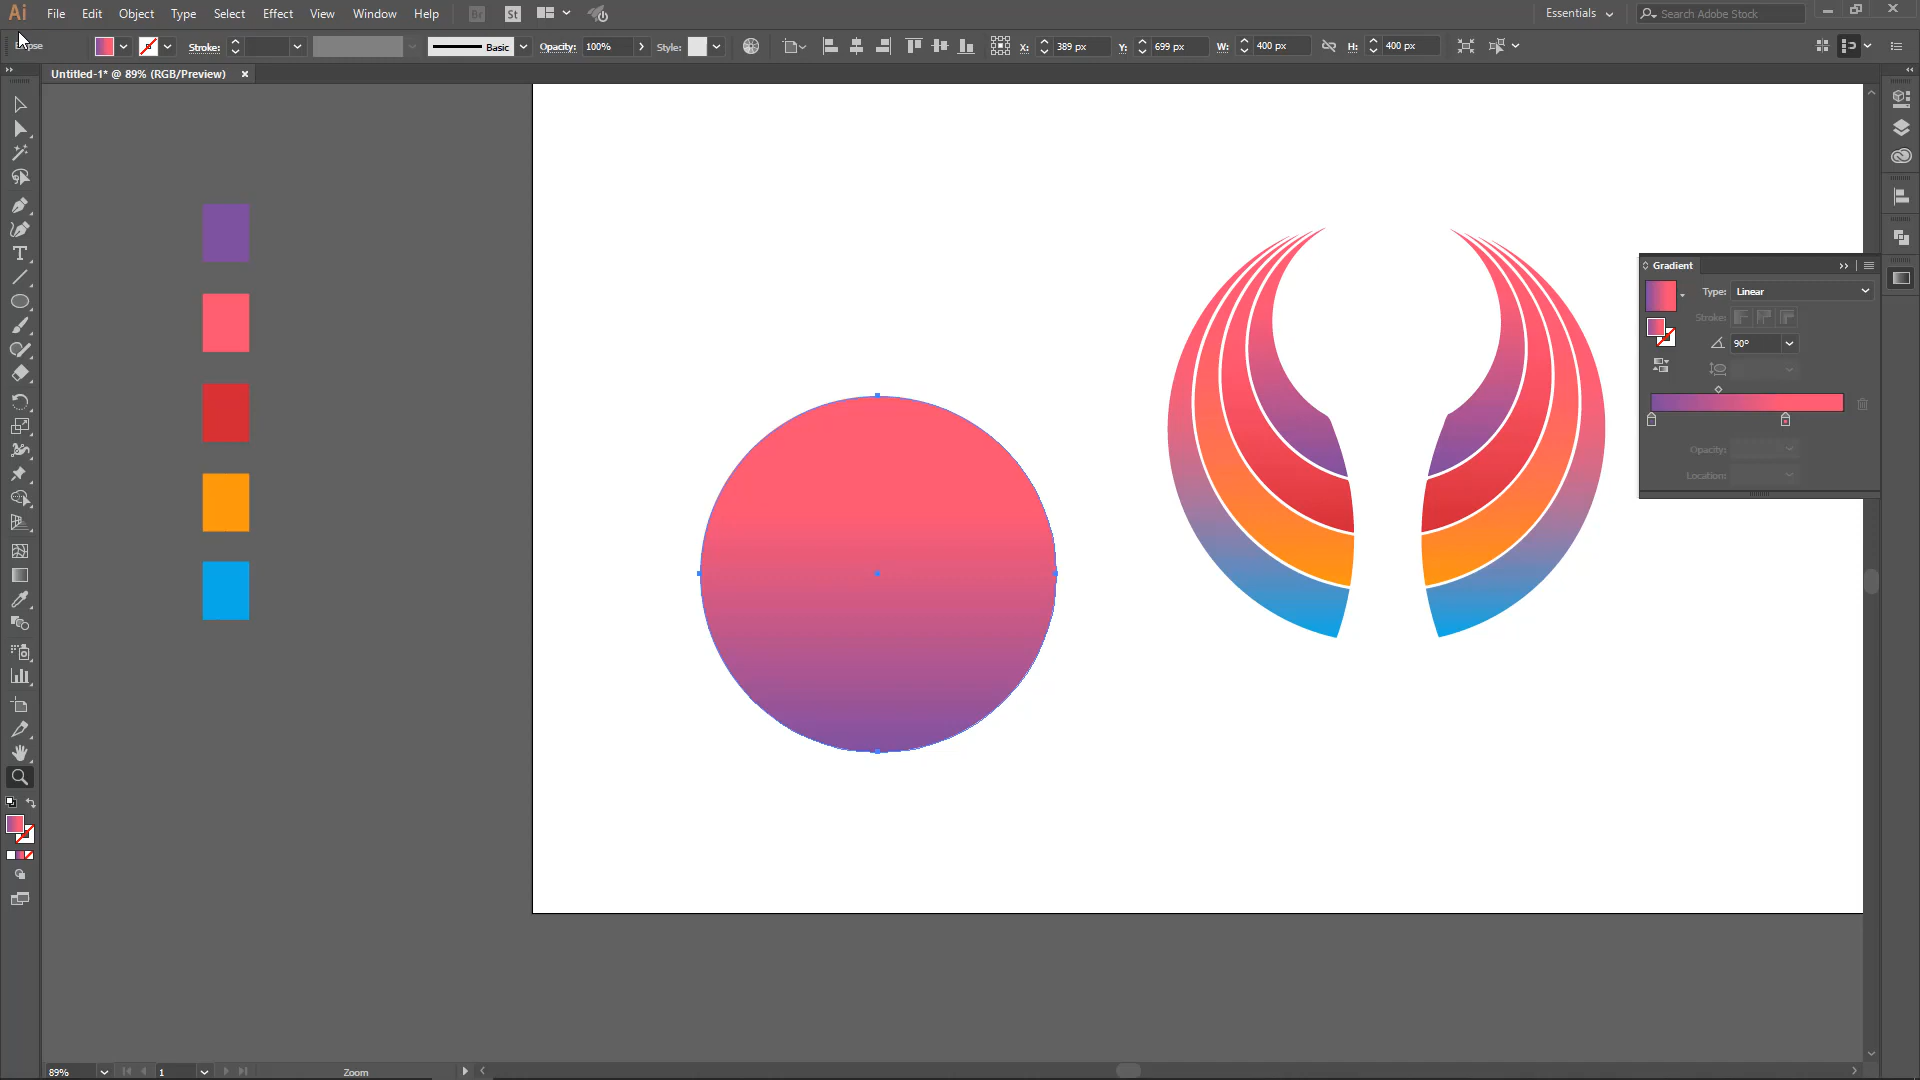 Ai File Edit Object Type Select Effect View Window Help Br St Essentials Search Adobe Stock
Stroke: Basic Opacity: 100% Style: X: 389 px Y: 699 px W: 400 px H: 400 px
Untitled-1* @ 89% (RGB/Preview)
Gradient
Type: Linear
Stroke:
90°
Opacity:
Location:
89% 1 Zoom